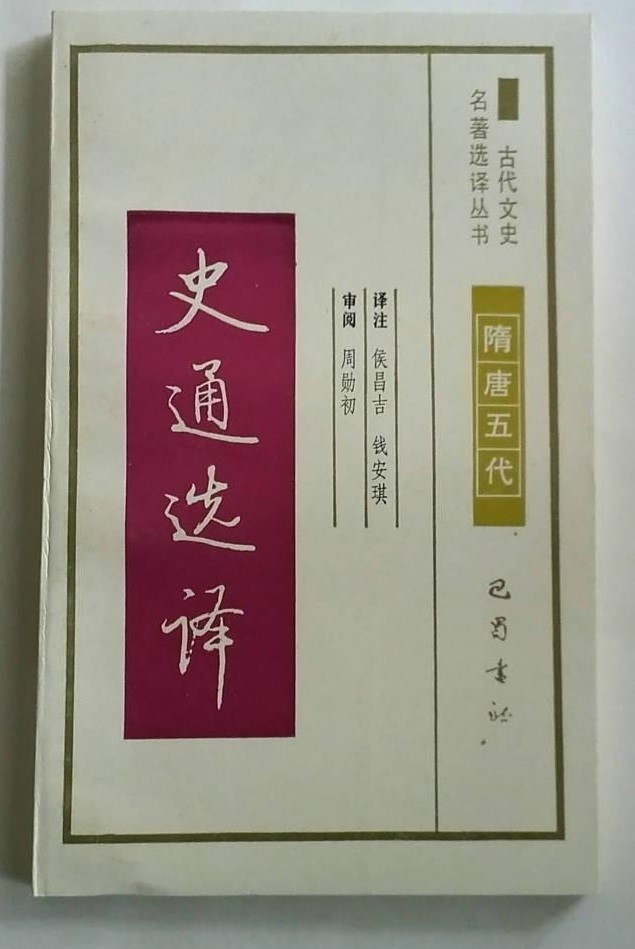 古代文史
名著选译丛书
隋唐五代
巴蜀书社
译注 侯昌吉 钱安琪
审阅 周勋初
史通选译